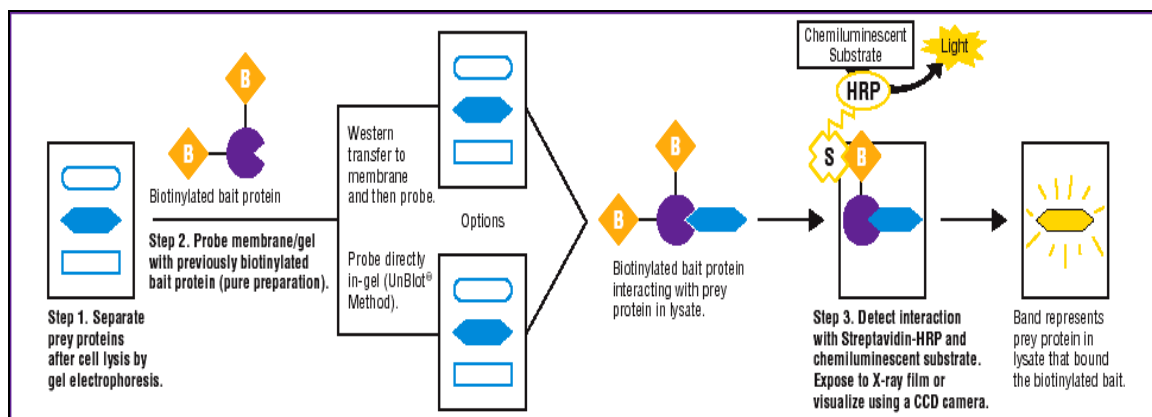 B
B
Biotinylated bait protein
Step 1. Separate
prey proteins
after cell lysis by
gel electrophoresis.
Step 2. Probe membrane/gel
with previously biotinylated
bait protein (pure preparation).
Western
transfer to
membrane
and then probe.
Options
Probe directly
in-gel (UnBlot®
Method).
B
B
Biotinylated bait protein
interacting with prey
protein in lysate.
Chemiluminescent
Substrate
Light
HRP
S
B
Step 3. Detect interaction
with Streptavidin-HRP and
chemiluminescent substrate.
Expose to X-ray film or
visualize using a CCD camera.
Band represents
prey protein in
lysate that bound
the biotinylated bait.